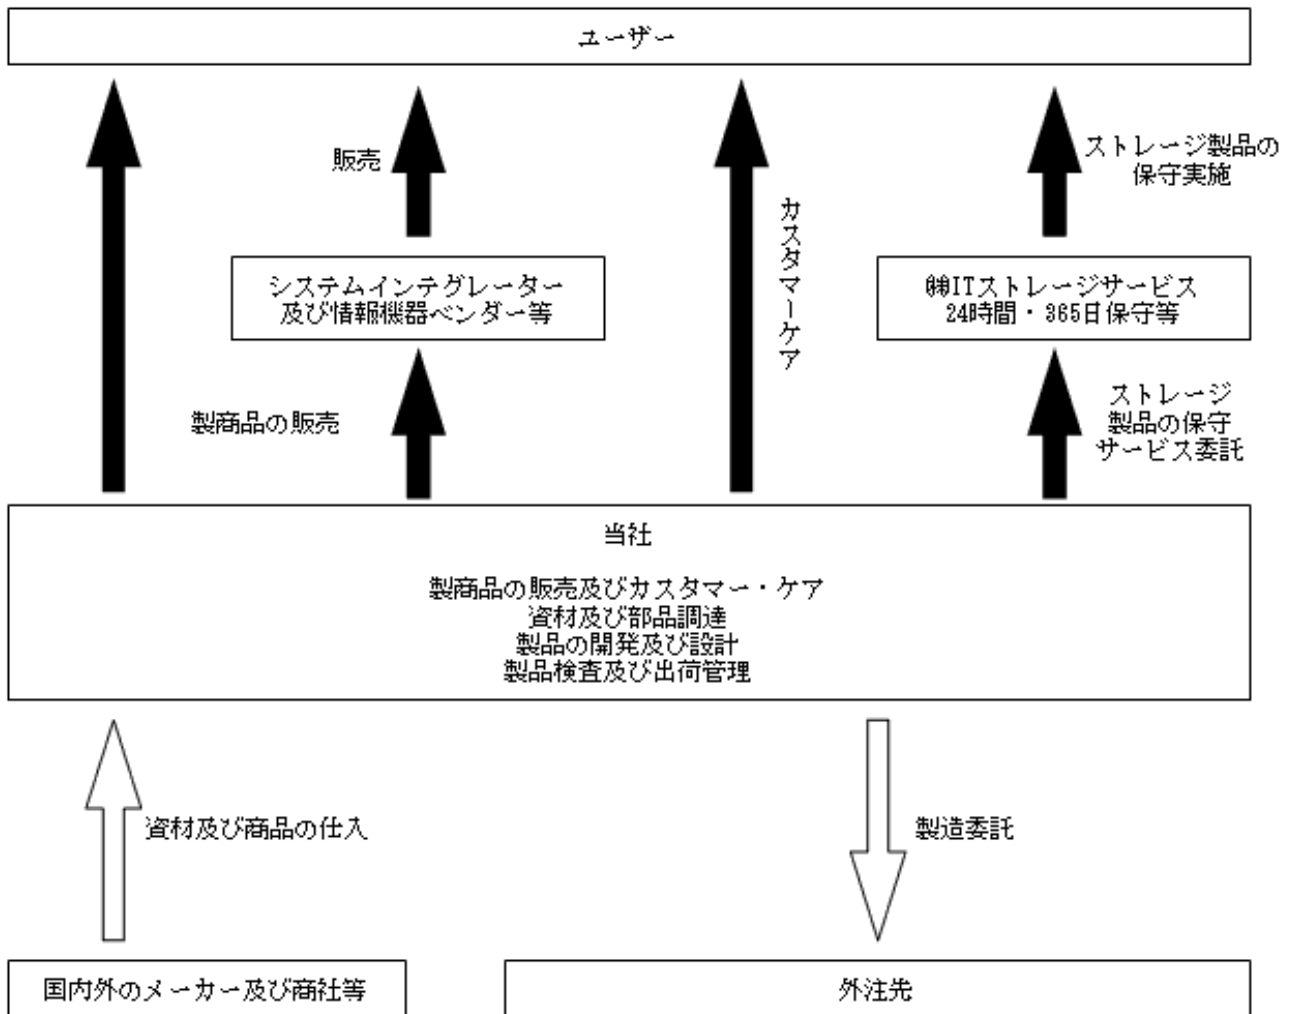 ユーザー
販売
ストレージ製品の
保守実施
カスタマーケア
システムインテグレーター
及び情報機器ベンダー等
㈱ITストレージサービス
24時間・365日保守等
製商品の販売
ストレージ
製品の保守
サービス委託
当社
製商品の販売及びカスタマー・ケア
資材及び部品調達
製品の開発及び設計
製品検査及び出荷管理
資材及び商品の仕入
製造委託
国内外のメーカー及び商社等
外注先